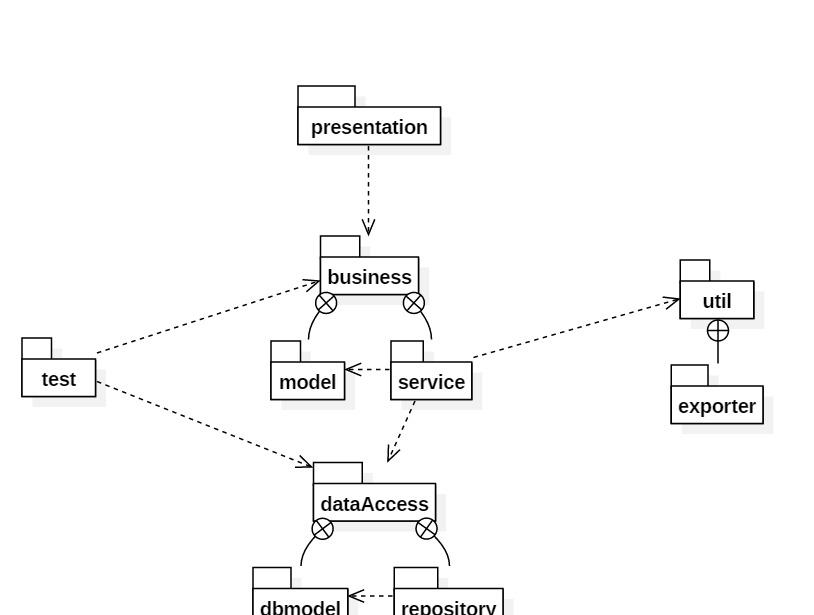 presentation
business
util
test
model
service
exporter
dataAccess
dbmodel
repository